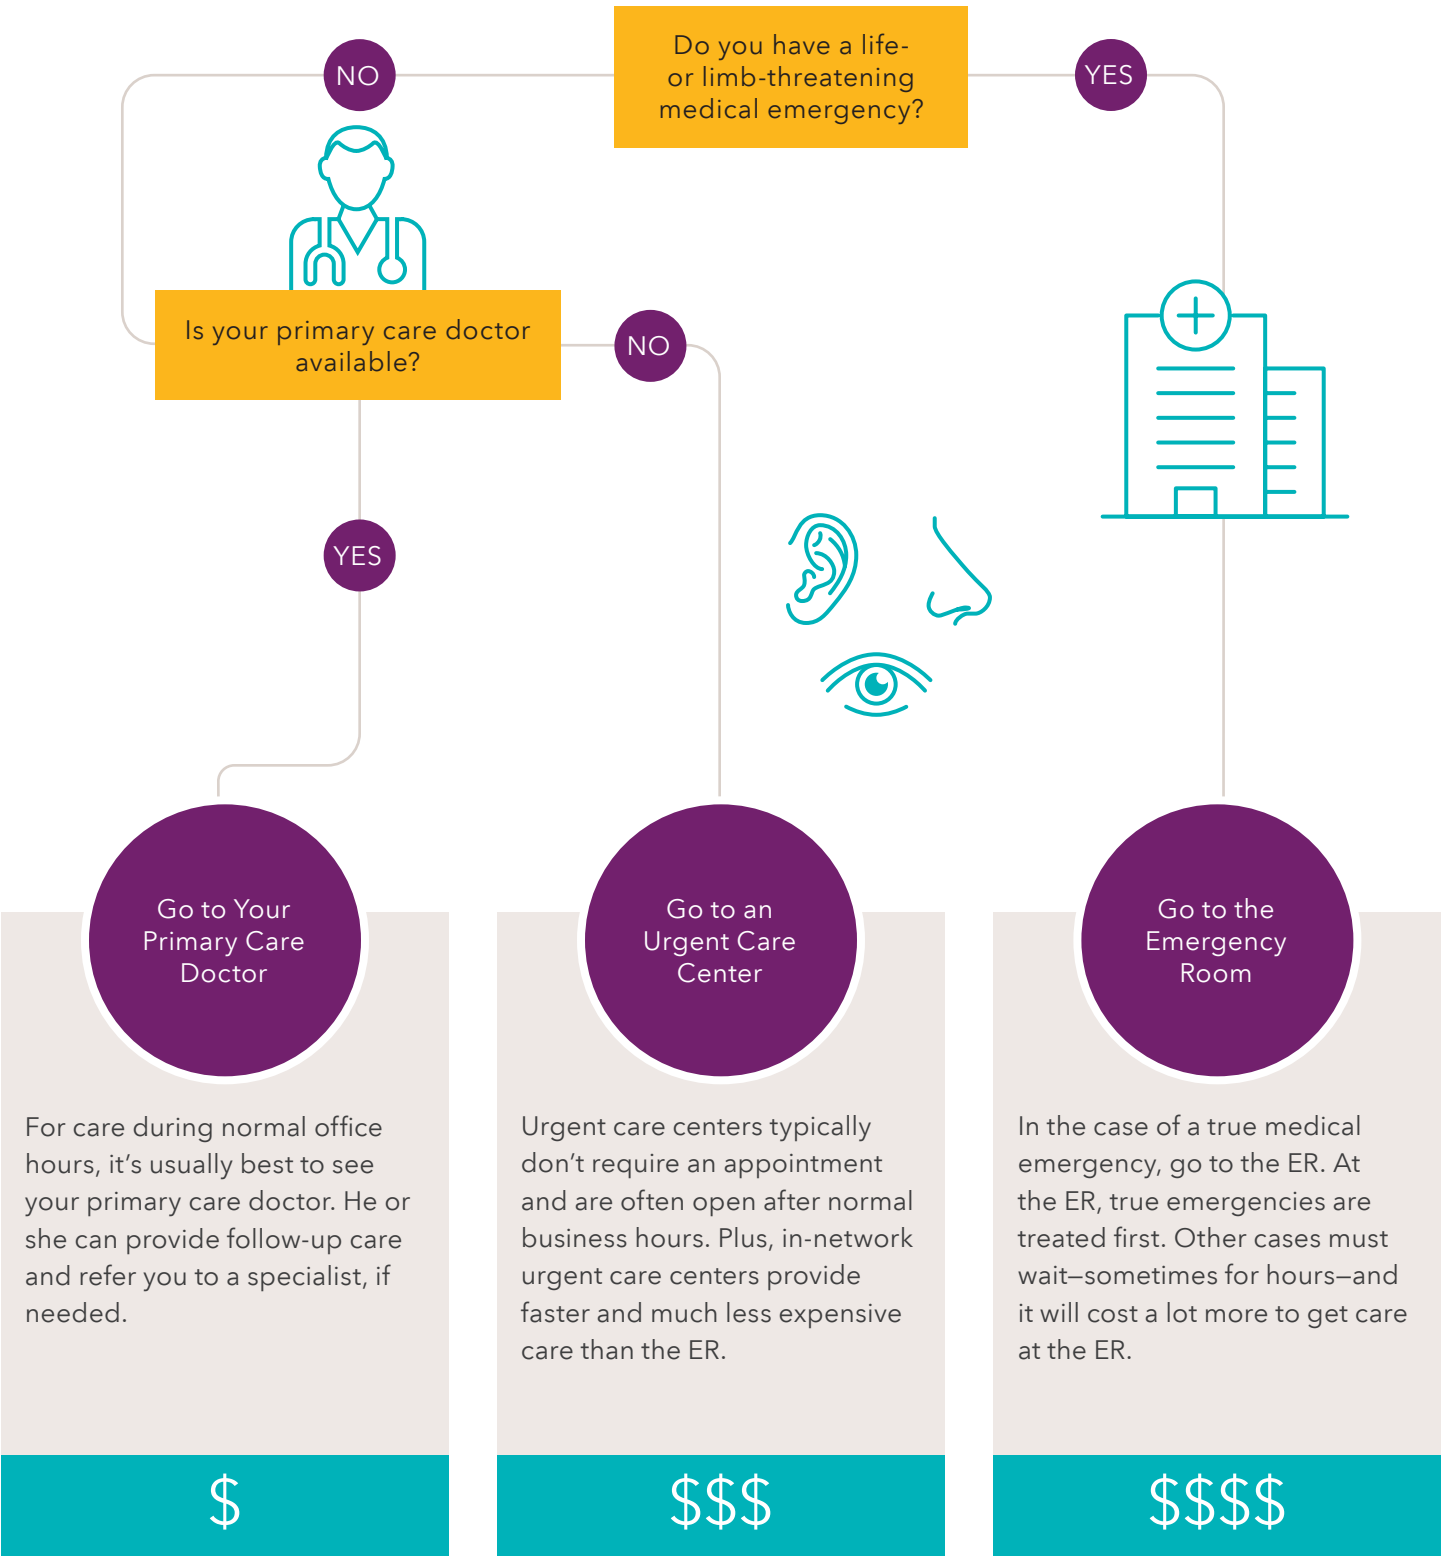 Do you have a life-
or limb-threatening
medical emergency?
NO
YES
Is your primary care doctor
available?
NO
YES
Go to Your
Primary Care
Doctor
For care during normal office
hours, it’s usually best to see
your primary care doctor. He or
she can provide follow-up care
and refer you to a specialist, if
needed.
$
Go to an
Urgent Care
Center
Urgent care centers typically
don’t require an appointment
and are often open after normal
business hours. Plus, in-network
urgent care centers provide
faster and much less expensive
care than the ER.
$$$
Go to the
Emergency
Room
In the case of a true medical
emergency, go to the ER. At
the ER, true emergencies are
treated first. Other cases must
wait—sometimes for hours—and
it will cost a lot more to get care
at the ER.
$$$$